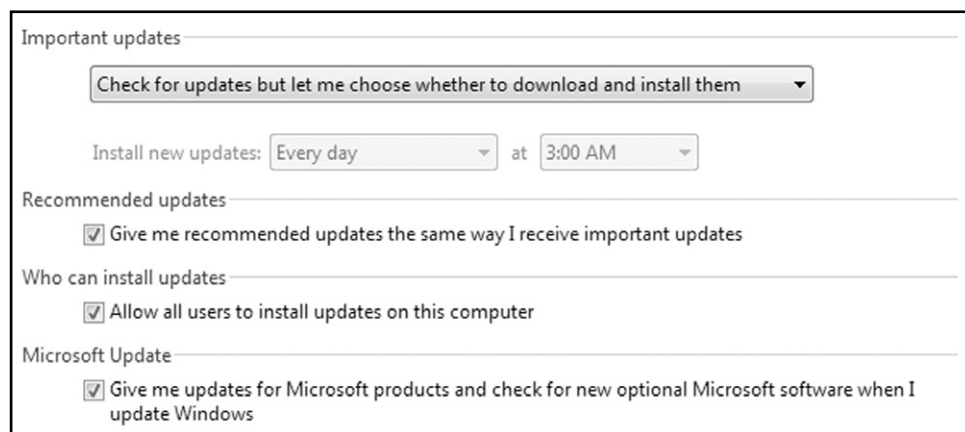 Important updates
Check for updates but let me choose whether to download and install them
Install new updates: Every day at 3:00 AM
Recommended updates
Give me recommended updates the same way I receive important updates
Who can install updates
Allow all users to install updates on this computer
Microsoft Update
Give me updates for Microsoft products and check for new optional Microsoft software when I
update Windows